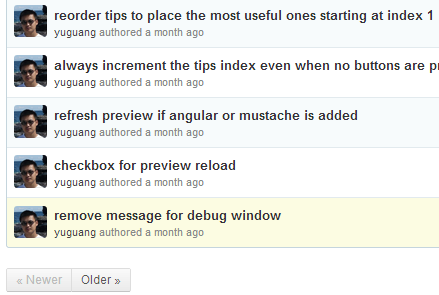 reorder tips to place the most useful ones starting at index 1
yuguang authored a month ago
always increment the tips index even when no buttons are
yuguang authored a month ago
refresh preview if angular or mustache is added
yuguang authored a month ago
checkbox for preview reload
yuguang authored a month ago
remove message for debug window
yuguang authored a month ago
« Newer Older »